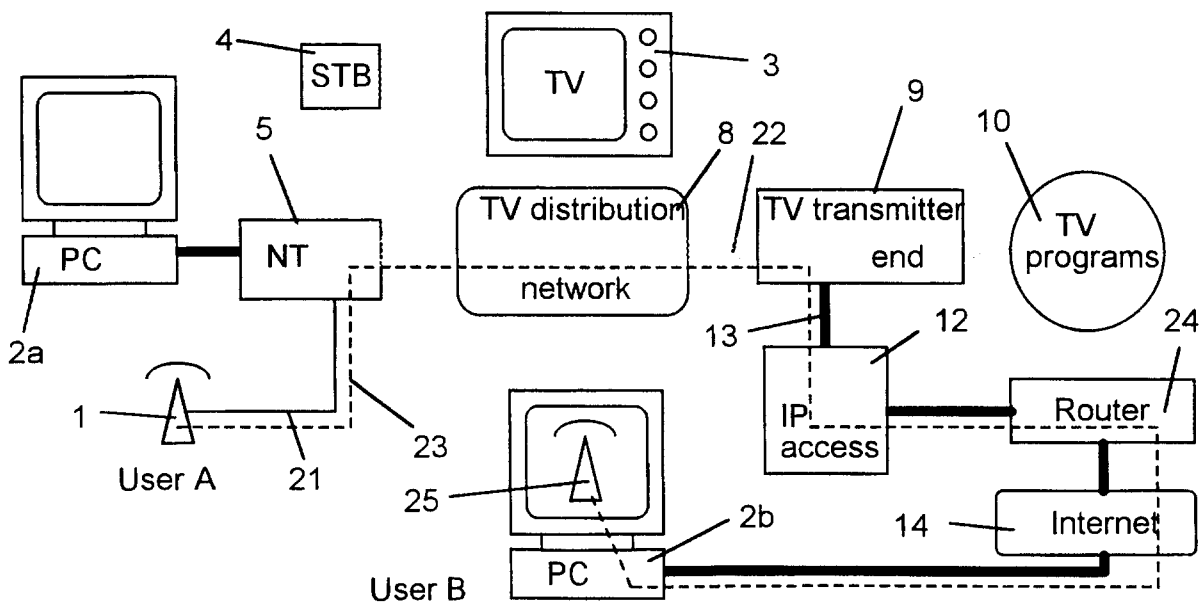 4
STB
TV
3
9
10
5
8
22
TV distribution
network
TV transmitter
end
TV
programs
PC
NT
2a
13
12
24
1
User A
21
23
IP
access
Router
25
2b
14
Internet
User B
PC